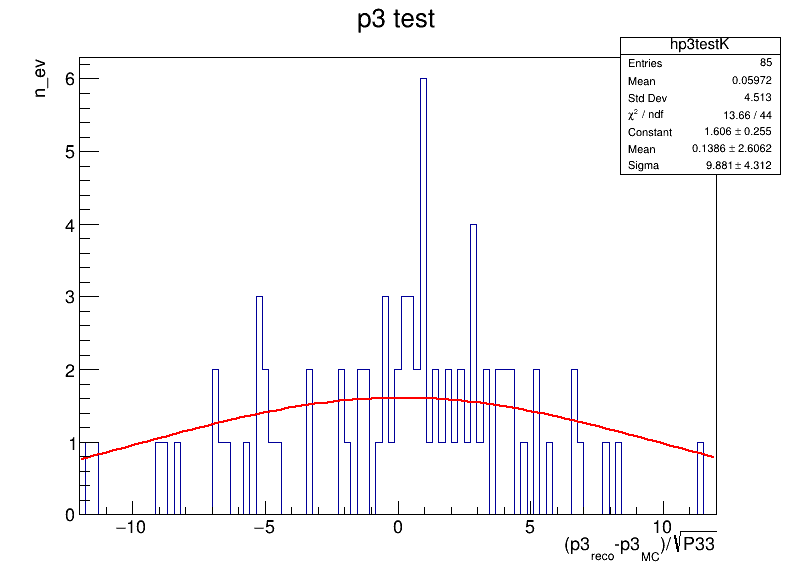 p3 test
hp3testK
Entries 85
Mean 0.05972
Std Dev 4.513
χ² / ndf 13.66 / 44
Constant 1.606 ± 0.255
Mean 0.1386 ± 2.6062
Sigma 9.881 ± 4.312
n_ev
6
5
4
3
2
1
0
−10 −5 0 5 10
(p3reco-p3MC)/√P33